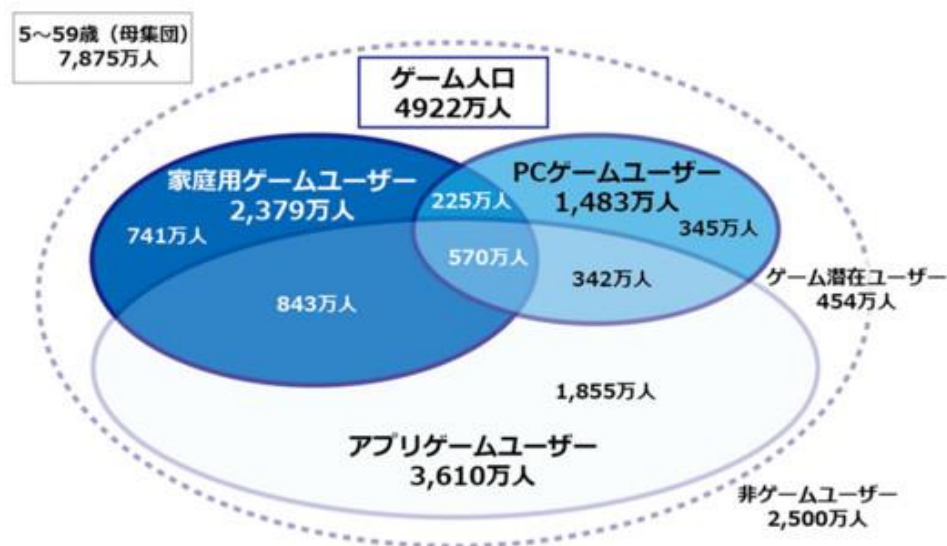 5～59歳（母集団）
7,875万人
ゲーム人口
4922万人
家庭用ゲームユーザー
2,379万人
PCゲームユーザー
1,483万人
225万人
741万人
345万人
570万人
342万人
ゲーム潜在ユーザー
454万人
843万人
1,855万人
アプリゲームユーザー
3,610万人
非ゲームユーザー
2,500万人